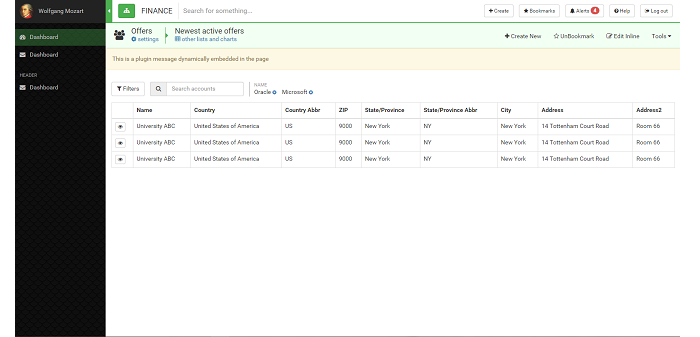 Wolfgang Mozart
FINANCE
Search for something...
Create
Bookmarks
Alerts 4
Help
Log out
Dashboard
Dashboard
HEADER
Dashboard
Offers
settings
Newest active offers
other lists and charts
Create New
UnBookmark
Edit Inline
Tools
This is a plugin message dynamically embedded in the page
Filters
Search accounts
NAME
Oracle Microsoft
Name Country Country Abbr ZIP State/Province State/Province Abbr City Address Address2
University ABC United States of America US 9000 New York NY New York 14 Tottenham Court Road Room 66
University ABC United States of America US 9000 New York NY New York 14 Tottenham Court Road Room 66
University ABC United States of America US 9000 New York NY New York 14 Tottenham Court Road Room 66